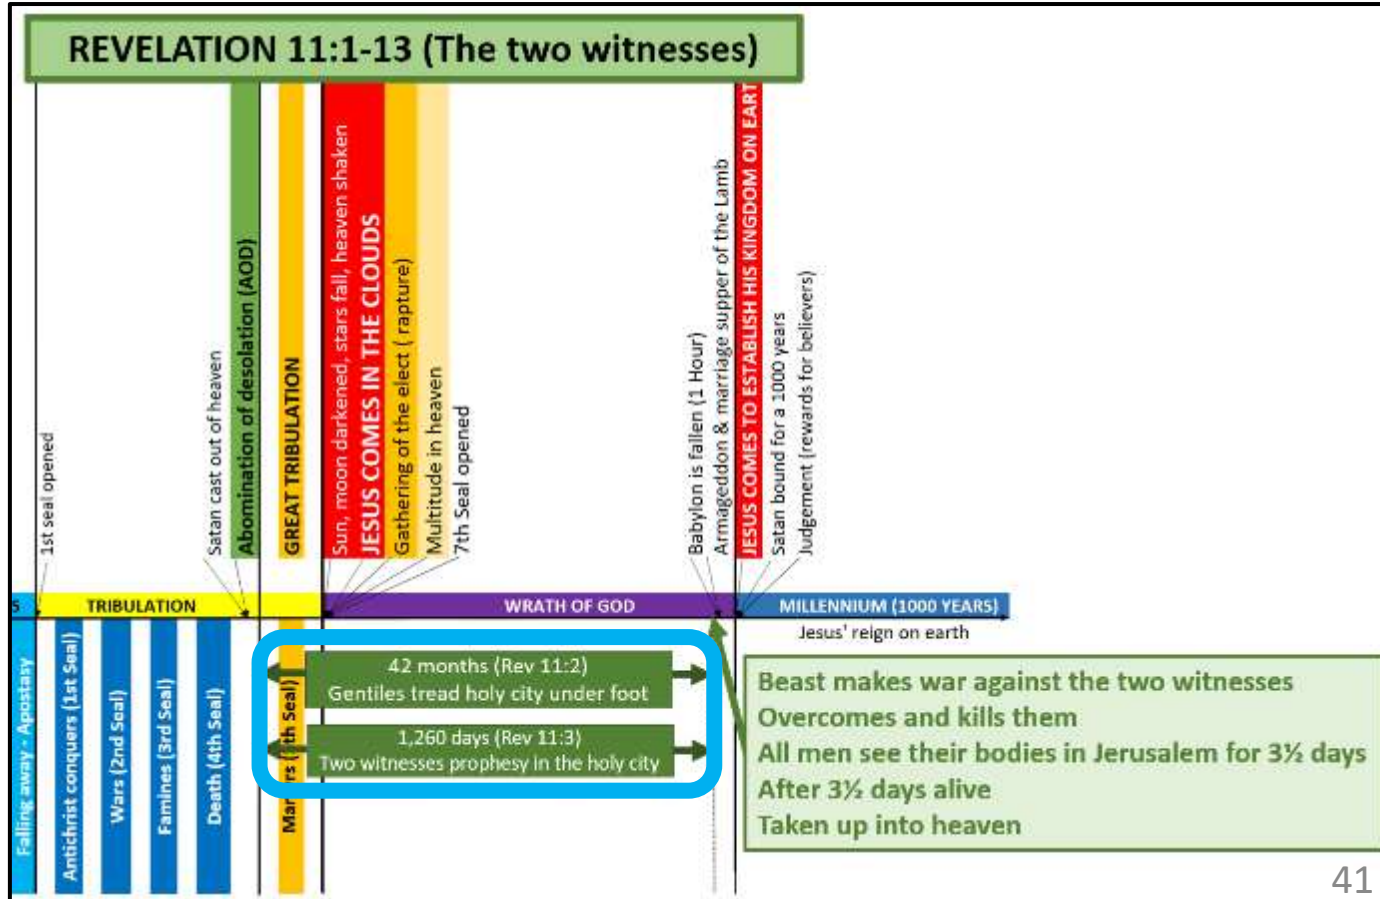 REVELATION 11:1-13 (The two witnesses)
1st seal opened
Satan cast out of heaven
Abomination of desolation (AOD)
GREAT TRIBULATION
Sun, moon darkened, stars fall, heaven shaken
JESUS COMES IN THE CLOUDS
Gathering of the elect ( rapture)
Multitude in heaven
7th Seal opened
Babylon is fallen (1 Hour)
Armageddon & marriage supper of the Lamb
JESUS COMES TO ESTABLISH HIS KINGDOM ON EART
Satan bound for a 1000 years
Judgement (rewards for believers)
S
TRIBULATION
WRATH OF GOD
MILLENNIUM (1000 YEARS)
Jesus' reign on earth
Falling away - Apostasy
Antichrist conquers (1st Seal)
Wars (2nd Seal)
Famines (3rd Seal)
Death (4th Seal)
42 months (Rev 11:2)
Gentiles tread holy city under foot
1,260 days (Rev 11:3)
Two witnesses prophesy in the holy city
Beast makes war against the two witnesses
Overcomes and kills them
All men see their bodies in Jerusalem for 3½ days
After 3½ days alive
Taken up into heaven
41